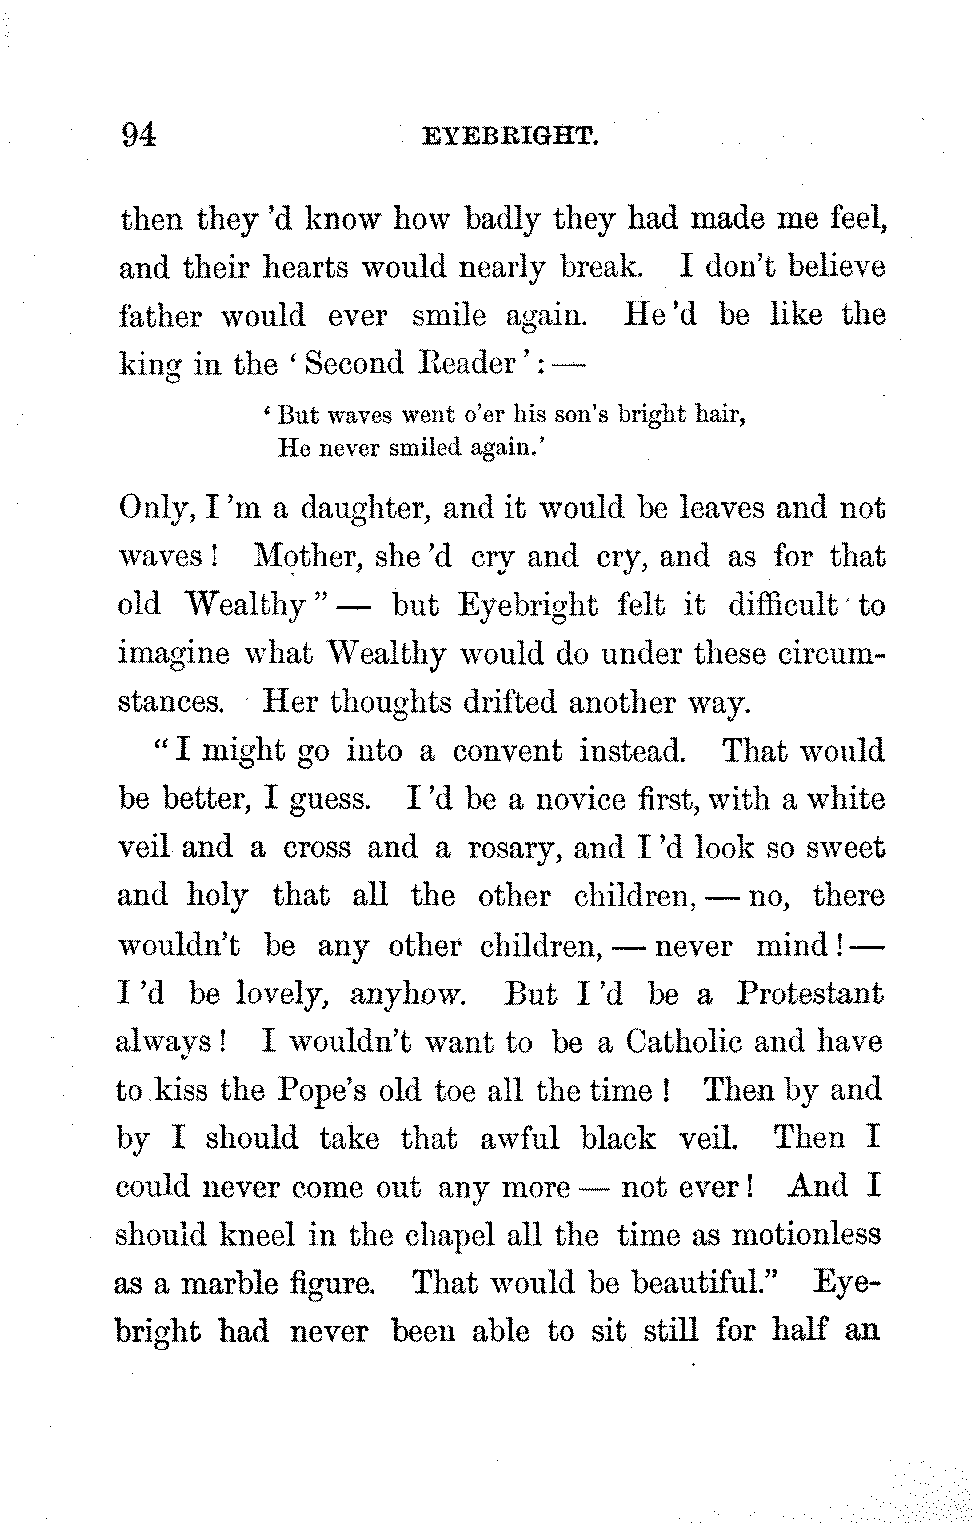 94 EYEBRIGHT.
then they 'd know how badly they had made me feel,
and their hearts would nearly break. I don't believe
father would ever smile again. He 'd be like the
king in the ' Second Reader ' : —
' But waves went o'er his son's bright hair,
He never smiled again.'
Only, I 'm a daughter, and it would be leaves and not
waves ! Mother, she 'd cry and cry, and as for that
old Wealthy " — but Eyebright felt it difficult to
imagine what Wealthy would do under these circum-
stances. Her thoughts drifted another way.
" I might go into a convent instead. That would
be better, I guess. I 'd be a novice first, with a white
veil and a cross and a rosary, and I 'd look so sweet
and holy that all the other children, — no, there
wouldn't be any other children, — never mind ! —
I 'd be lovely, anyhow. But I 'd be a Protestant
always ! I wouldn't want to be a Catholic and have
to kiss the Pope's old toe all the time ! Then by and
by I should take that awful black veil. Then I
could never come out any more — not ever ! And I
should kneel in the chapel all the time as motionless
as a marble figure. That would be beautiful." Eye-
bright had never been able to sit still for half an